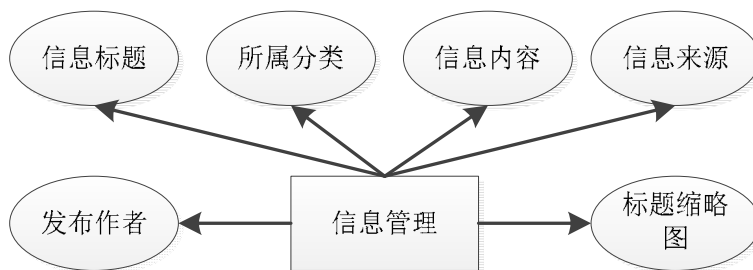 信息标题
所属分类
信息内容
信息来源
发布作者
信息管理
标题缩略
图